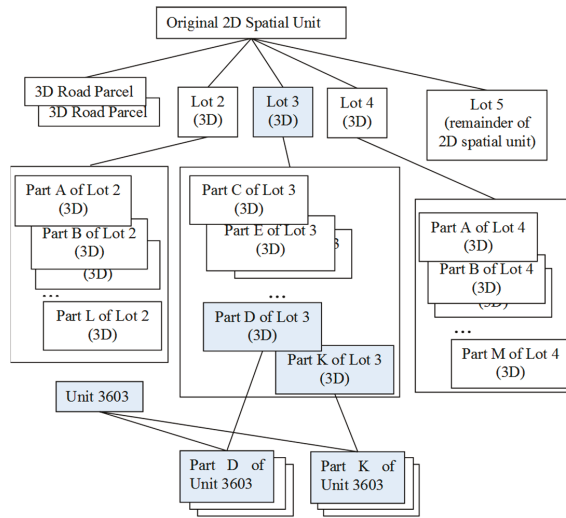 Original 2D Spatial Unit
3D Road Parcel
3D Road Parcel
Lot 2
(3D)
Lot 3
(3D)
Lot 4
(3D)
Lot 5
(remainder of
2D spatial unit)
Part A of Lot 2
(3D)
Part B of Lot 2
(3D)
(3D)
...
Part L of Lot 2
(3D)
Part C of Lot 3
(3D)
Part E of Lot 3
(3D)
3
...
Part D of Lot 3
(3D)
Part K of Lot 3
(3D)
Part A of Lot 4
(3D)
Part B of Lot 4
(3D)
(3D)
...
Part M of Lot 4
(3D)
Unit 3603
Part D of
Unit 3603
Part K of
Unit 3603